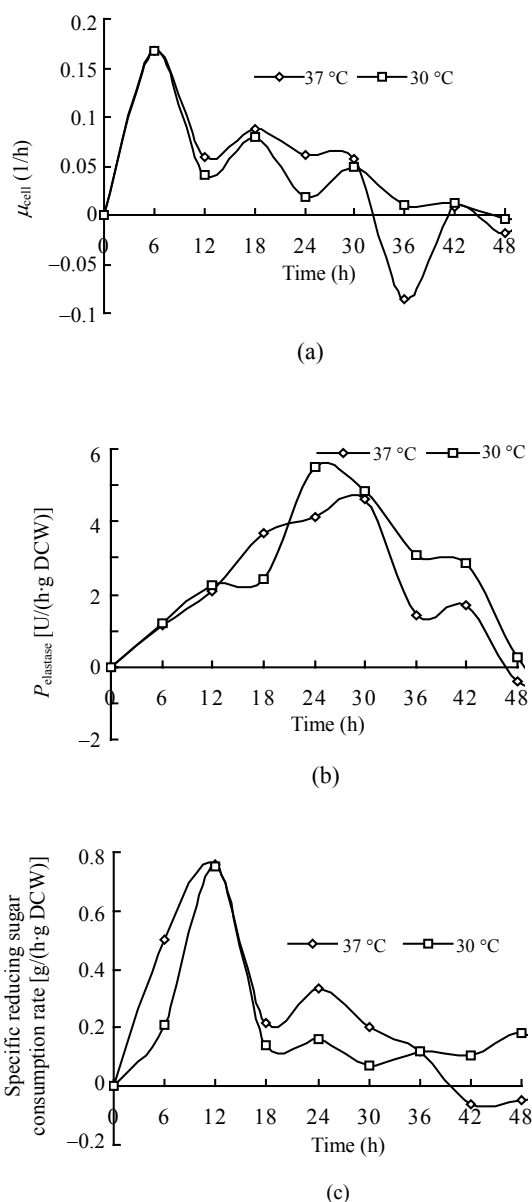 0.2
0.15
0.1
0.05
0
−0.05
−0.1
μcell (1/h)
37 °C 30 °C
0 6 12 18 24 30 36 42 48
Time (h)
(a)
6
4
2
0
−2
Pelastase [U/(h·g DCW)]
37 °C 30 °C
0 6 12 18 24 30 36 42 48
Time (h)
(b)
0.8
0.6
0.4
0.2
0
−0.2
Specific reducing sugar
consumption rate [g/(h·g DCW)]
37 °C 30 °C
0 6 12 18 24 30 36 42 48
Time (h)
(c)